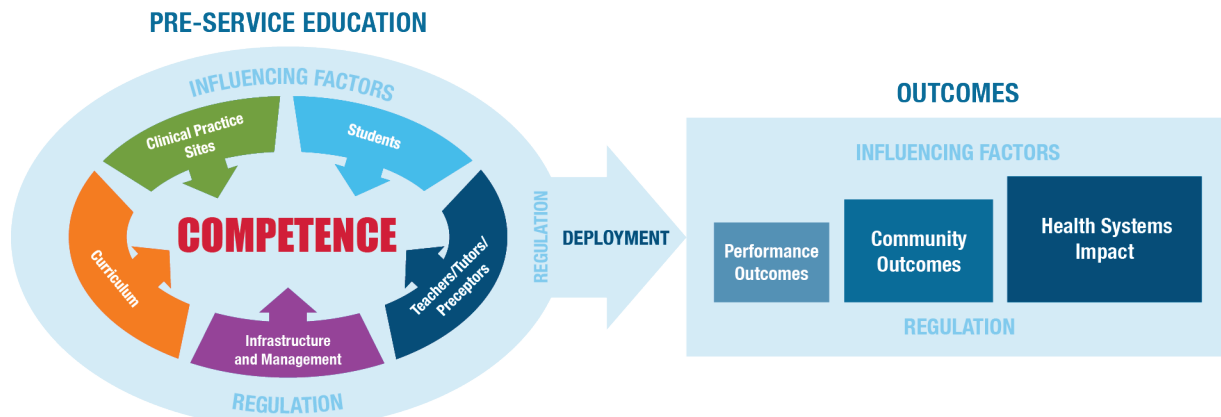 PRE-SERVICE EDUCATION
INFLUENCING FACTORS
Clinical Practice
Sites
Students
COMPETENCE
Curriculum
Teachers/Tutors/
Preceptors
Infrastructure
and Management
REGULATION
REGULATION
DEPLOYMENT
OUTCOMES
INFLUENCING FACTORS
Performance
Outcomes
Community
Outcomes
Health Systems
Impact
REGULATION